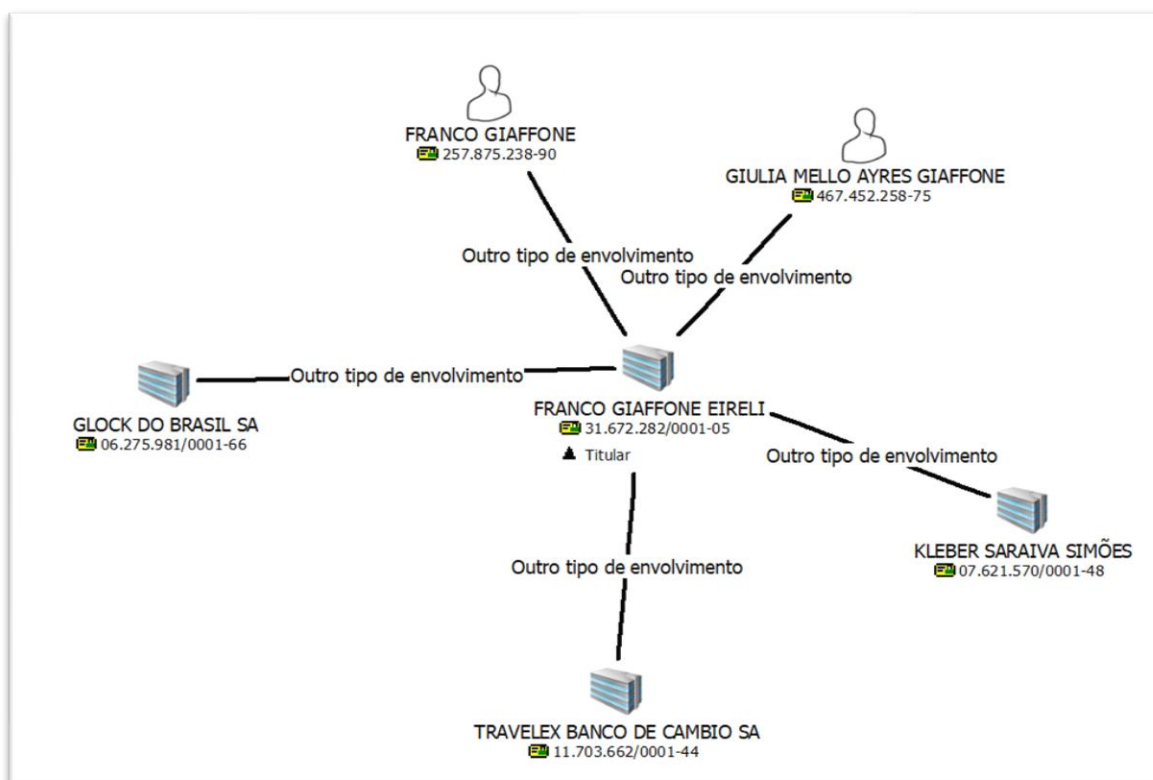 FRANCO GIAFFONE
257.875.238-90
GIULIA MELLO AYRES GIAFFONE
467.452.258-75
Outro tipo de envolvimento
Outro tipo de envolvimento
Outro tipo de envolvimento
GLOCK DO BRASIL SA
06.275.981/0001-66
FRANCO GIAFFONE EIRELI
31.672.282/0001-05
Titular
Outro tipo de envolvimento
KLEBER SARAIVA SIMÕES
07.621.570/0001-48
Outro tipo de envolvimento
TRAVELEX BANCO DE CAMBIO SA
11.703.662/0001-44